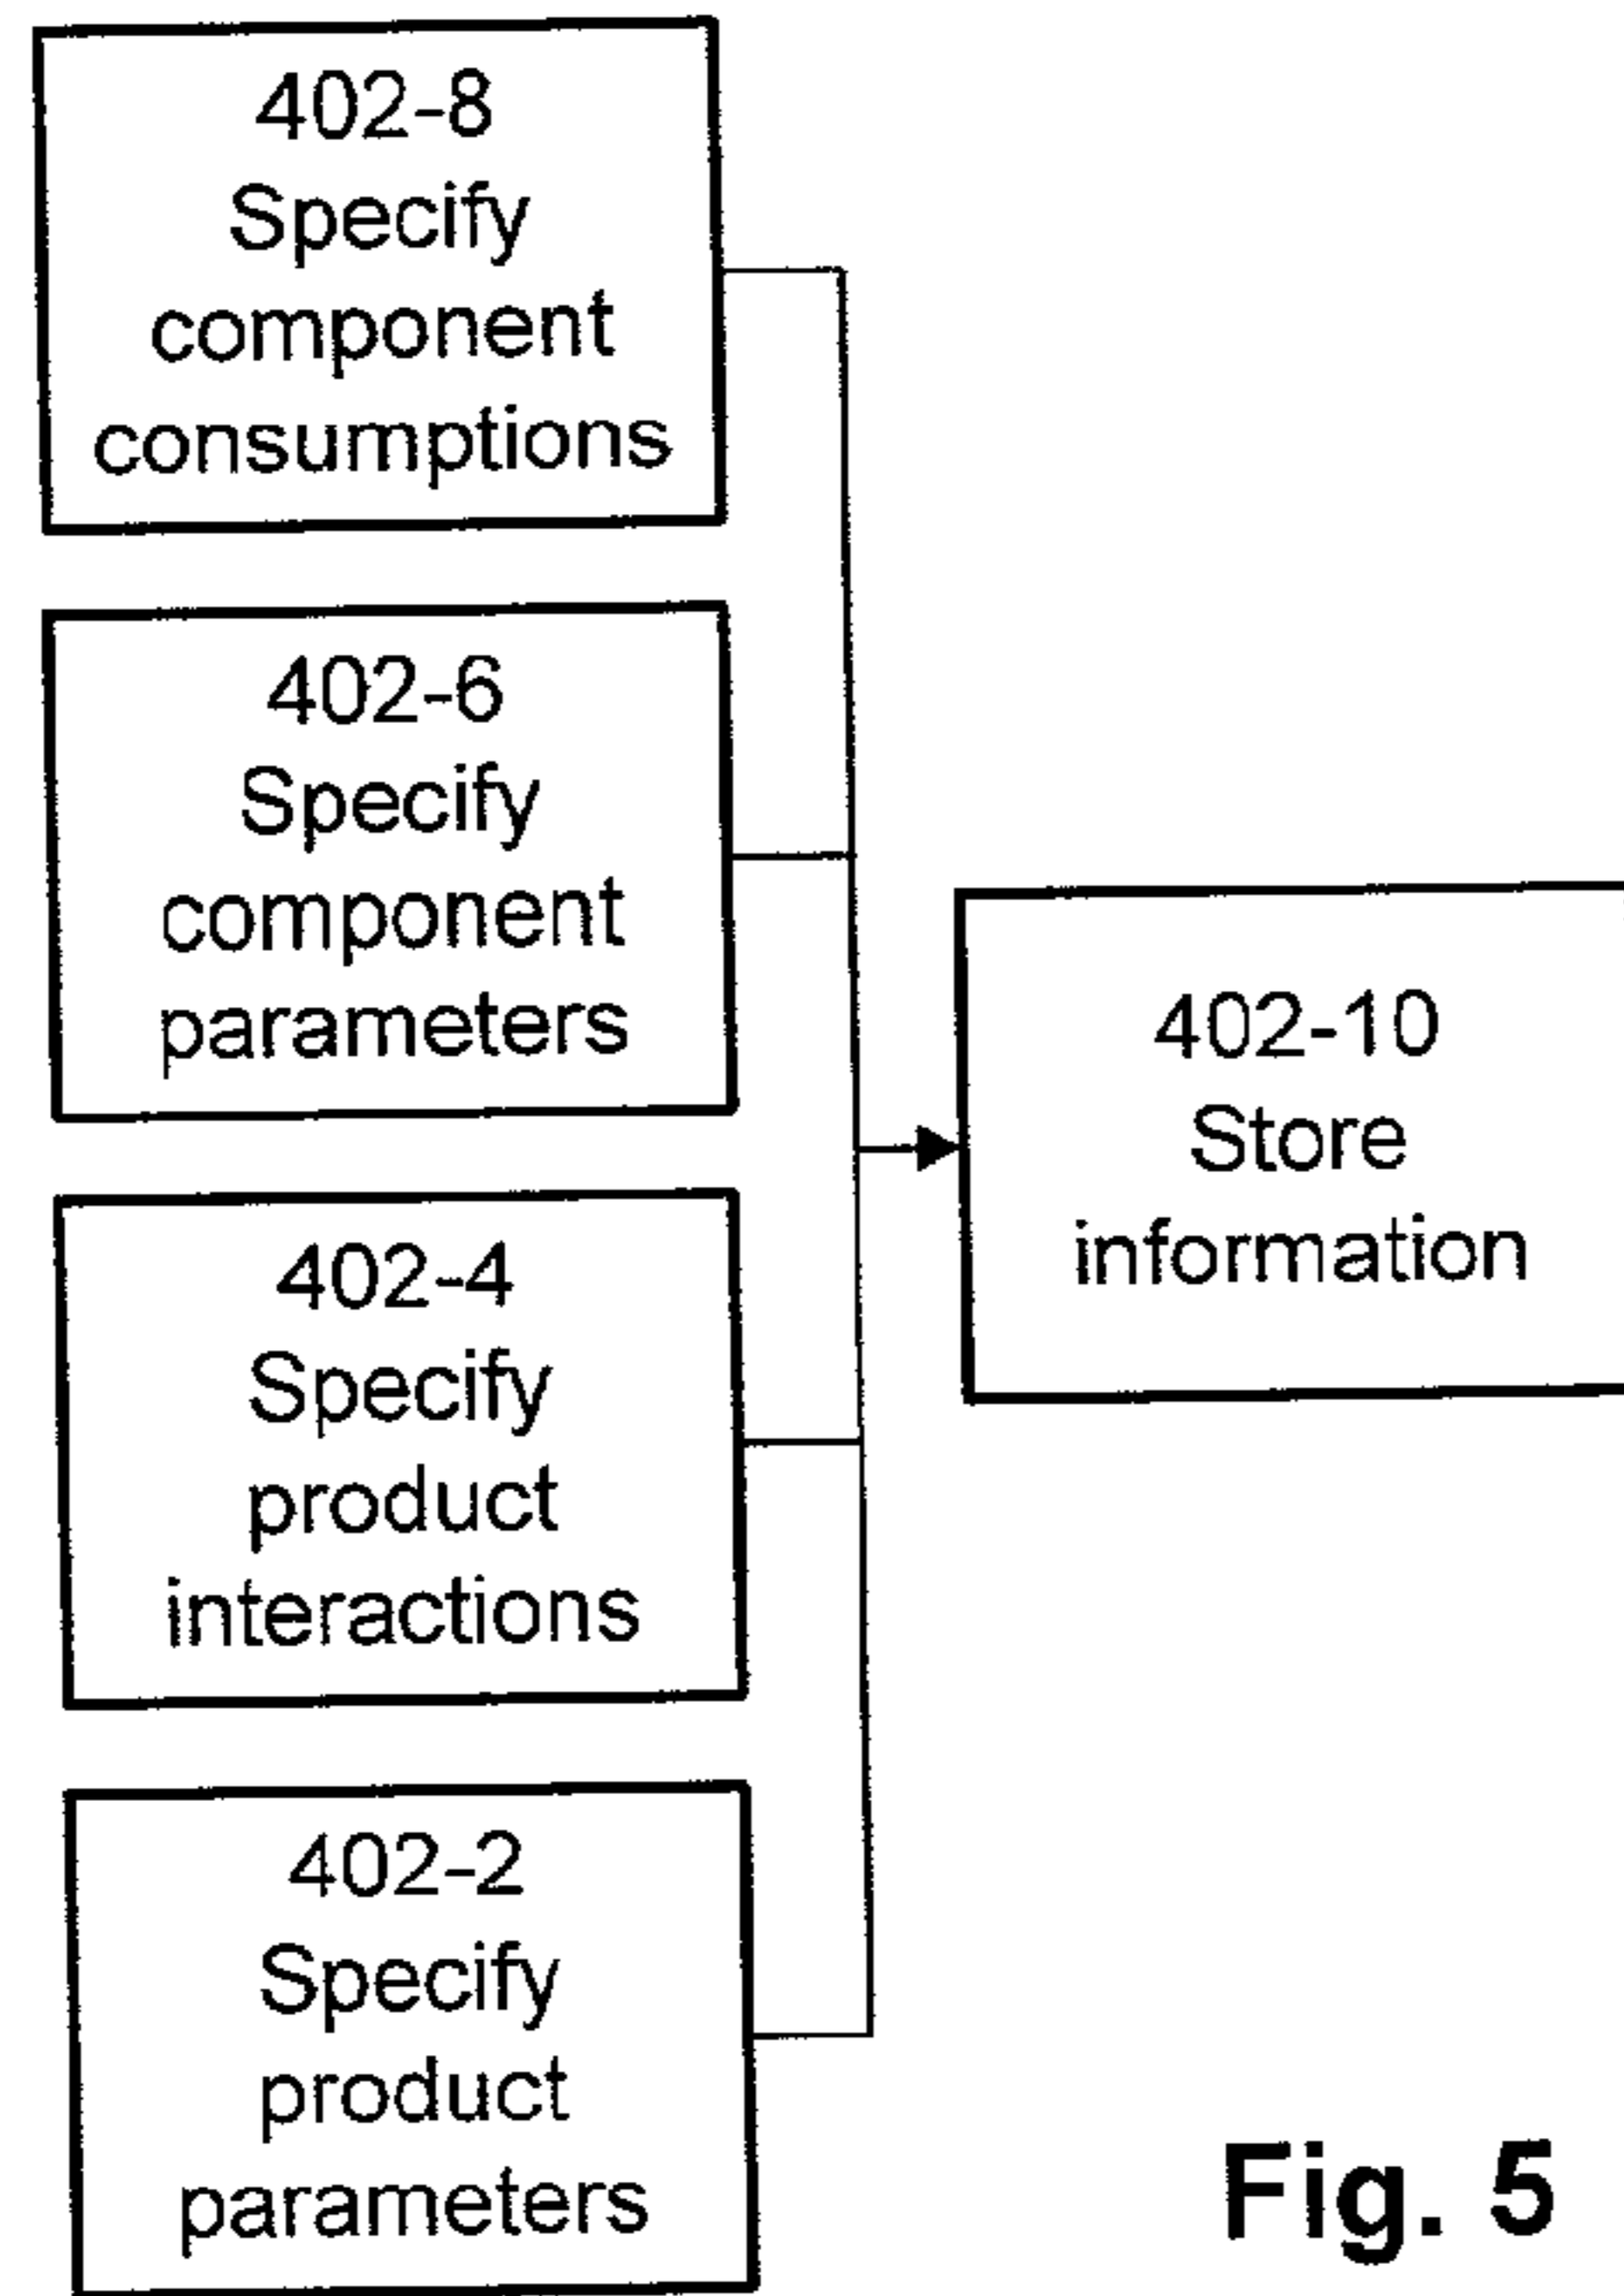 402-8
Specify
component
consumptions
402-6
Specify
component
parameters
402-4
Specify
product
interactions
402-2
Specify
product
parameters
402-10
Store
information
Fig. 5